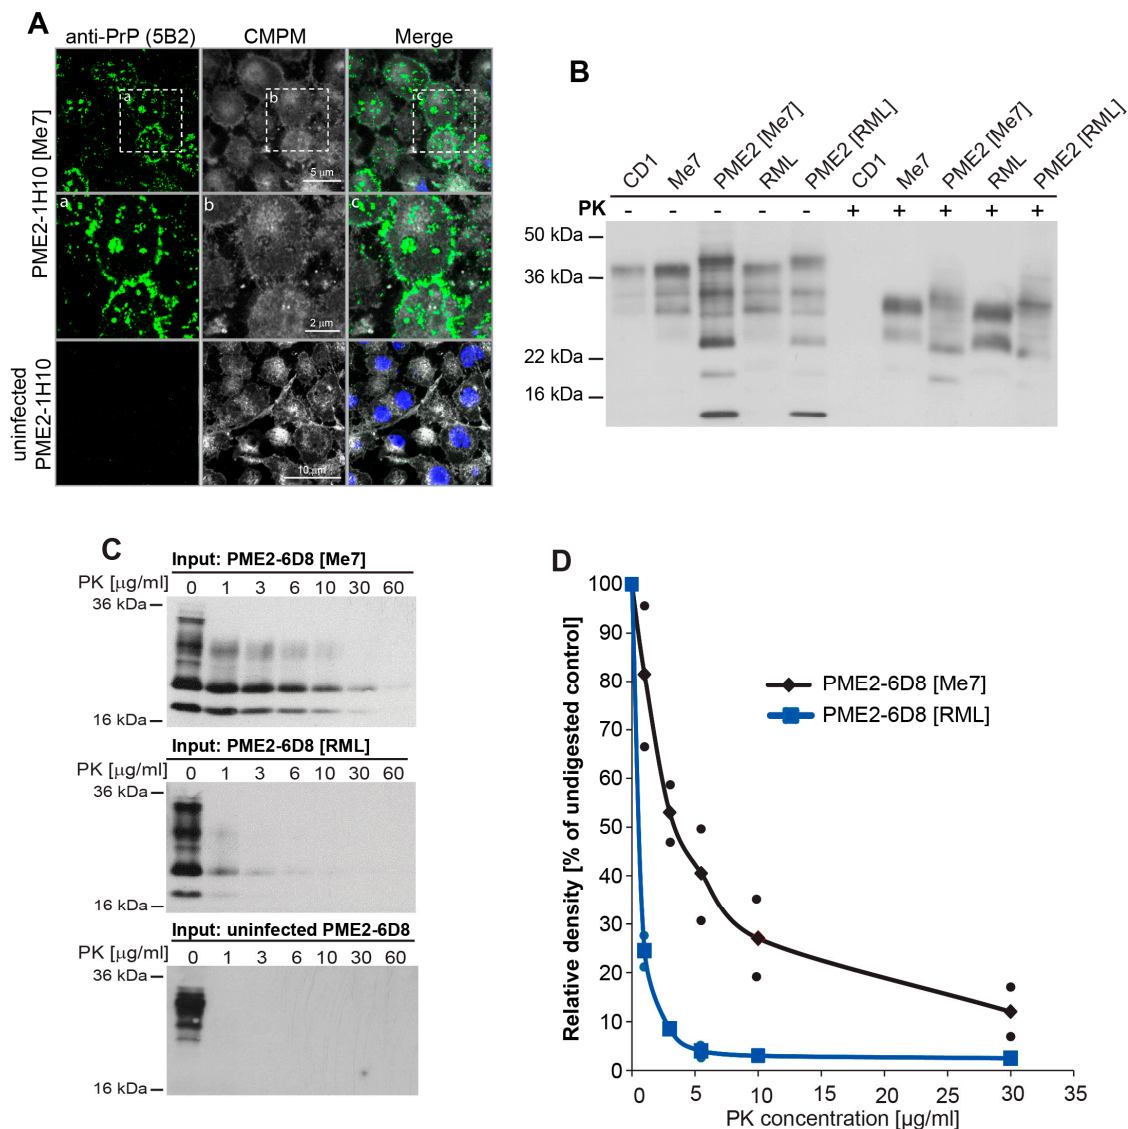 A
anti-PrP (5B2) CMPM Merge
PME2-1H10 [Me7]
a b c
5 μm
a b c
2 μm
uninfected
PME2-1H10
10 μm
B
CD1 Me7 PME2 [Me7] RML PME2 [RML] CD1 Me7 PME2 [Me7] RML PME2 [RML]
PK - - - - - + + + + +
50 kDa
36 kDa
22 kDa
16 kDa
C
Input: PME2-6D8 [Me7]
PK [μg/ml] 0 1 3 6 10 30 60
36 kDa
16 kDa
Input: PME2-6D8 [RML]
PK [μg/ml] 0 1 3 6 10 30 60
36 kDa
16 kDa
Input: uninfected PME2-6D8
PK [μg/ml] 0 1 3 6 10 30 60
36 kDa
16 kDa
D
Relative density [% of undigested control]
100
90
80
70
60
50
40
30
20
10
0
PME2-6D8 [Me7]
PME2-6D8 [RML]
0 5 10 15 20 25 30 35
PK concentration [μg/ml]